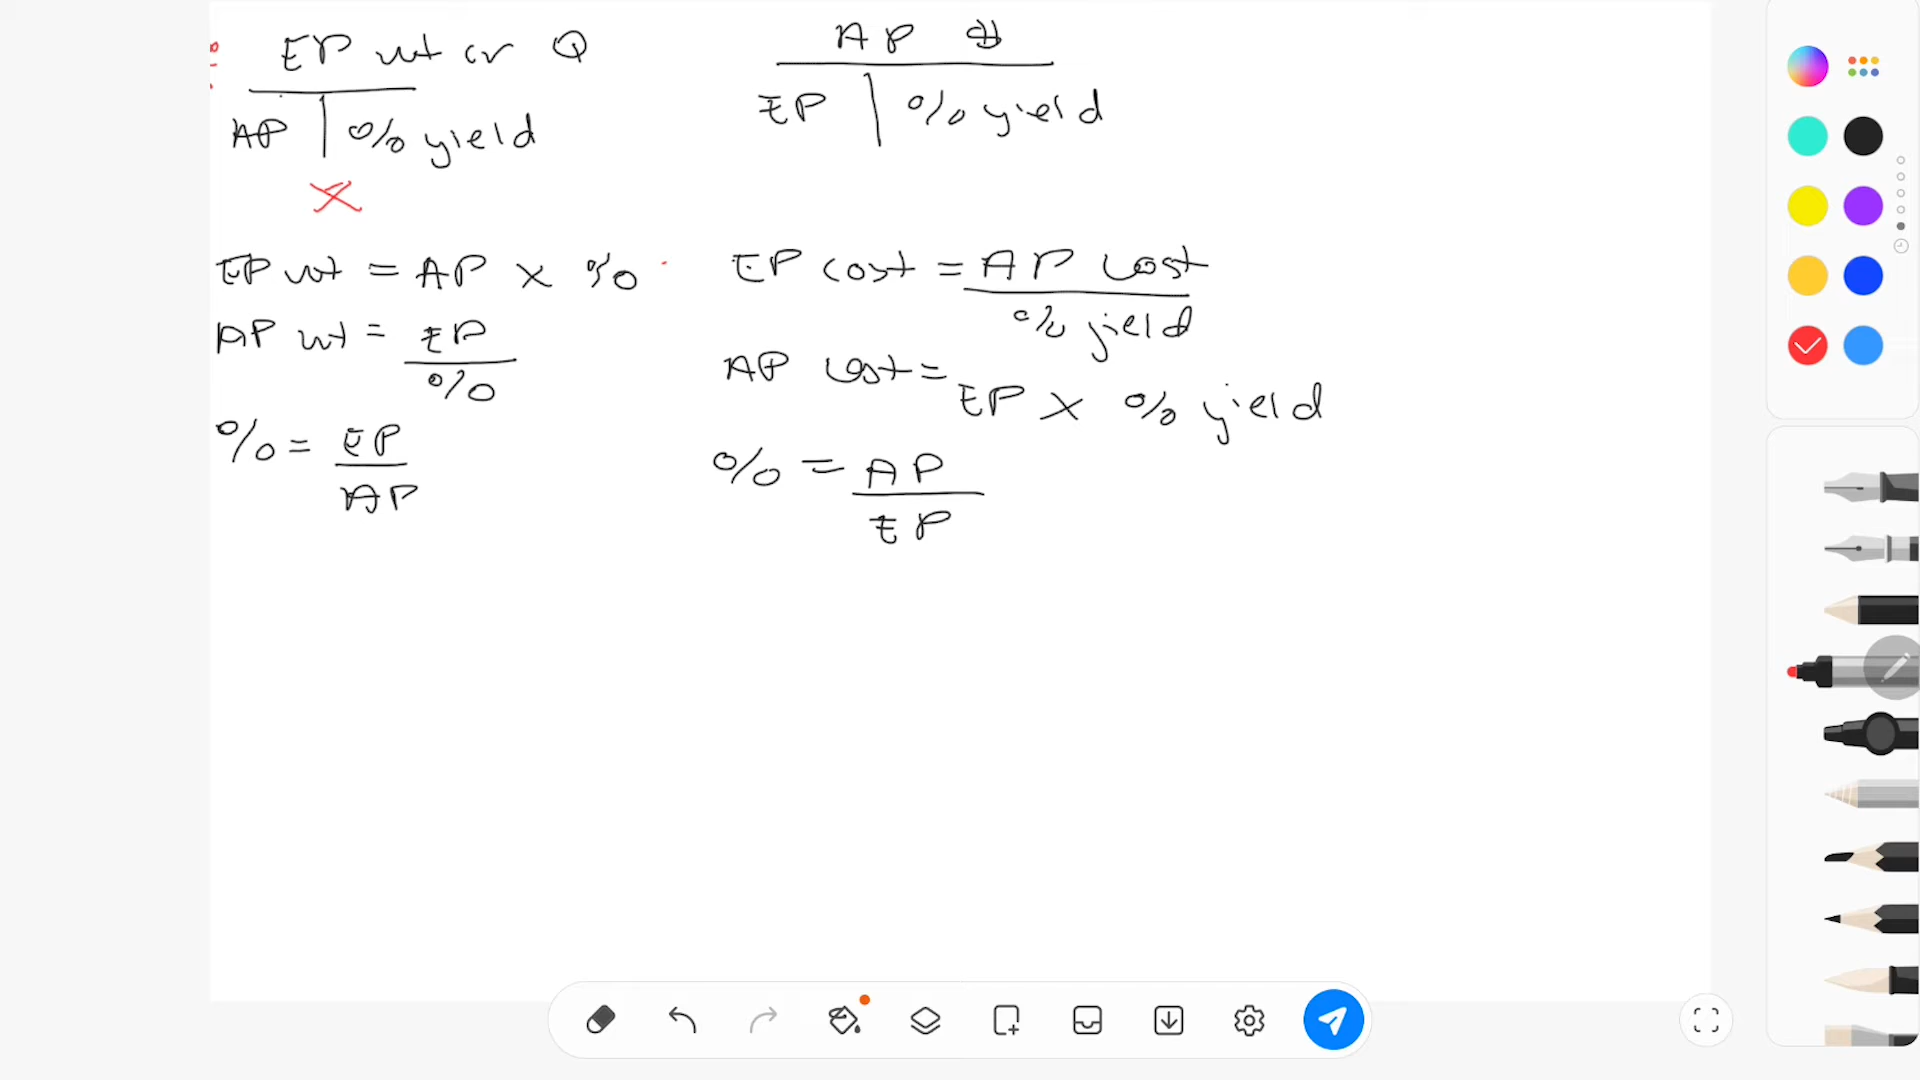 EP wt or Q
AP | % yield
X
EP wt = AP x %
AP wt = EP
%
% = EP
AP
AP $
EP | % yield
EP cost = AP cost
% yield
AP cost =
EP x % yield
% = AP
EP